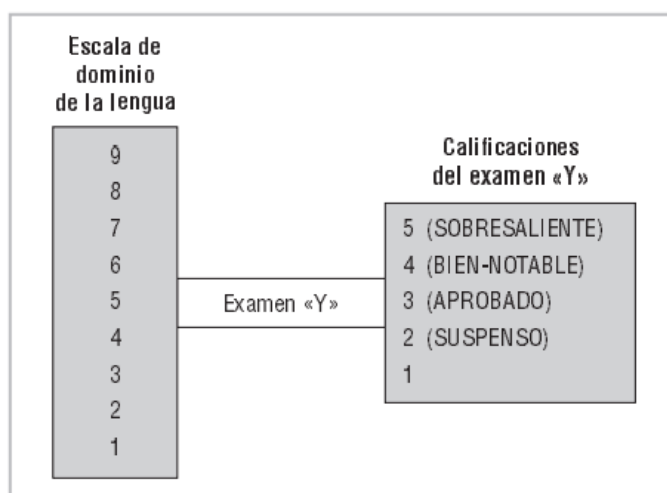 Escala de
dominio
de la lengua
9
8
7
6
5
4
3
2
1
Examen «Y»
Calificaciones
del examen «Y»
5 (SOBRESALIENTE)
4 (BIEN-NOTABLE)
3 (APROBADO)
2 (SUSPENSO)
1